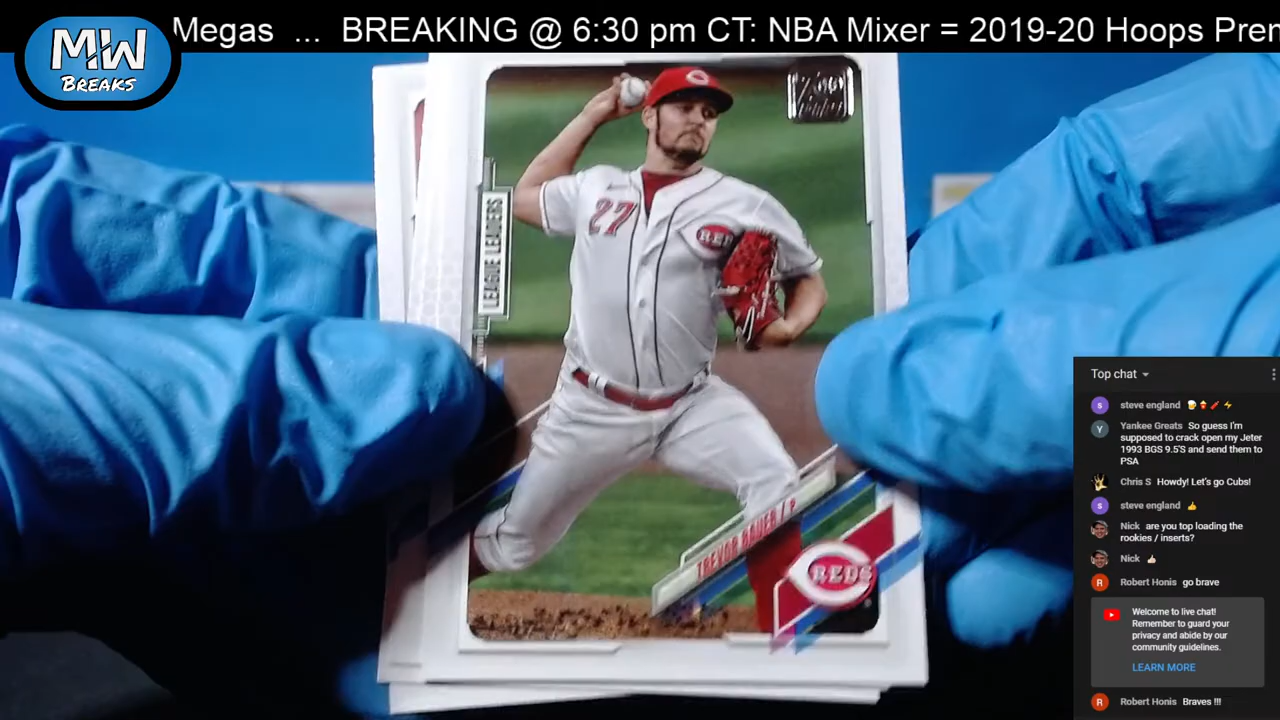 Megas ... BREAKING @ 6:30 pm CT: NBA Mixer = 2019-20 Hoops Prem
MW
BREAKS
LEAGUE LEADERS
27
REDS
TREVOR BAUER / P
REDS
Top chat
steve england
Yankee Greats So guess I'm
supposed to crack open my Jeter
1993 BGS 9.5'S and send them to
PSA
Chris S Howdy! Let's go Cubs!
steve england
Nick are you top loading the
rookies / inserts?
Nick
Robert Honis go brave
Welcome to live chat!
Remember to guard your
privacy and abide by our
community guidelines.
LEARN MORE
Robert Honis Braves !!!